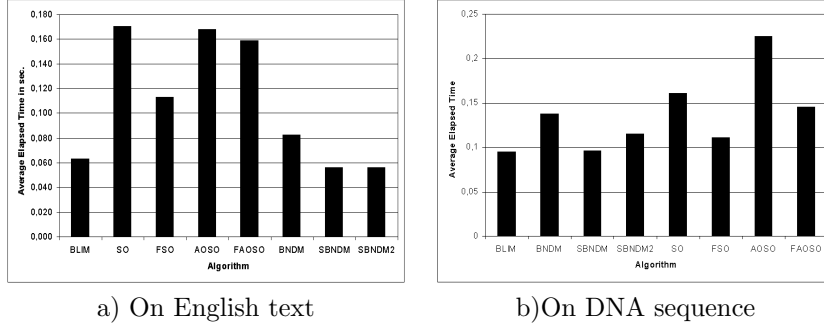 0,180
0,160
0,140
0,120
0,100
0,080
0,060
0,040
0,020
0,000
Average Elapsed Time in sec.
BLIM SO FSO AOSO FAOSO BNDM SBNDM SBNDM2
Algorithm
a) On English text
0,25
0,2
0,15
0,1
0,05
0
Average Elapsed Time
BLIM BNDM SBNDM SBNDM2 SO FSO AOSO FAOSO
Algorithm
b)On DNA sequence